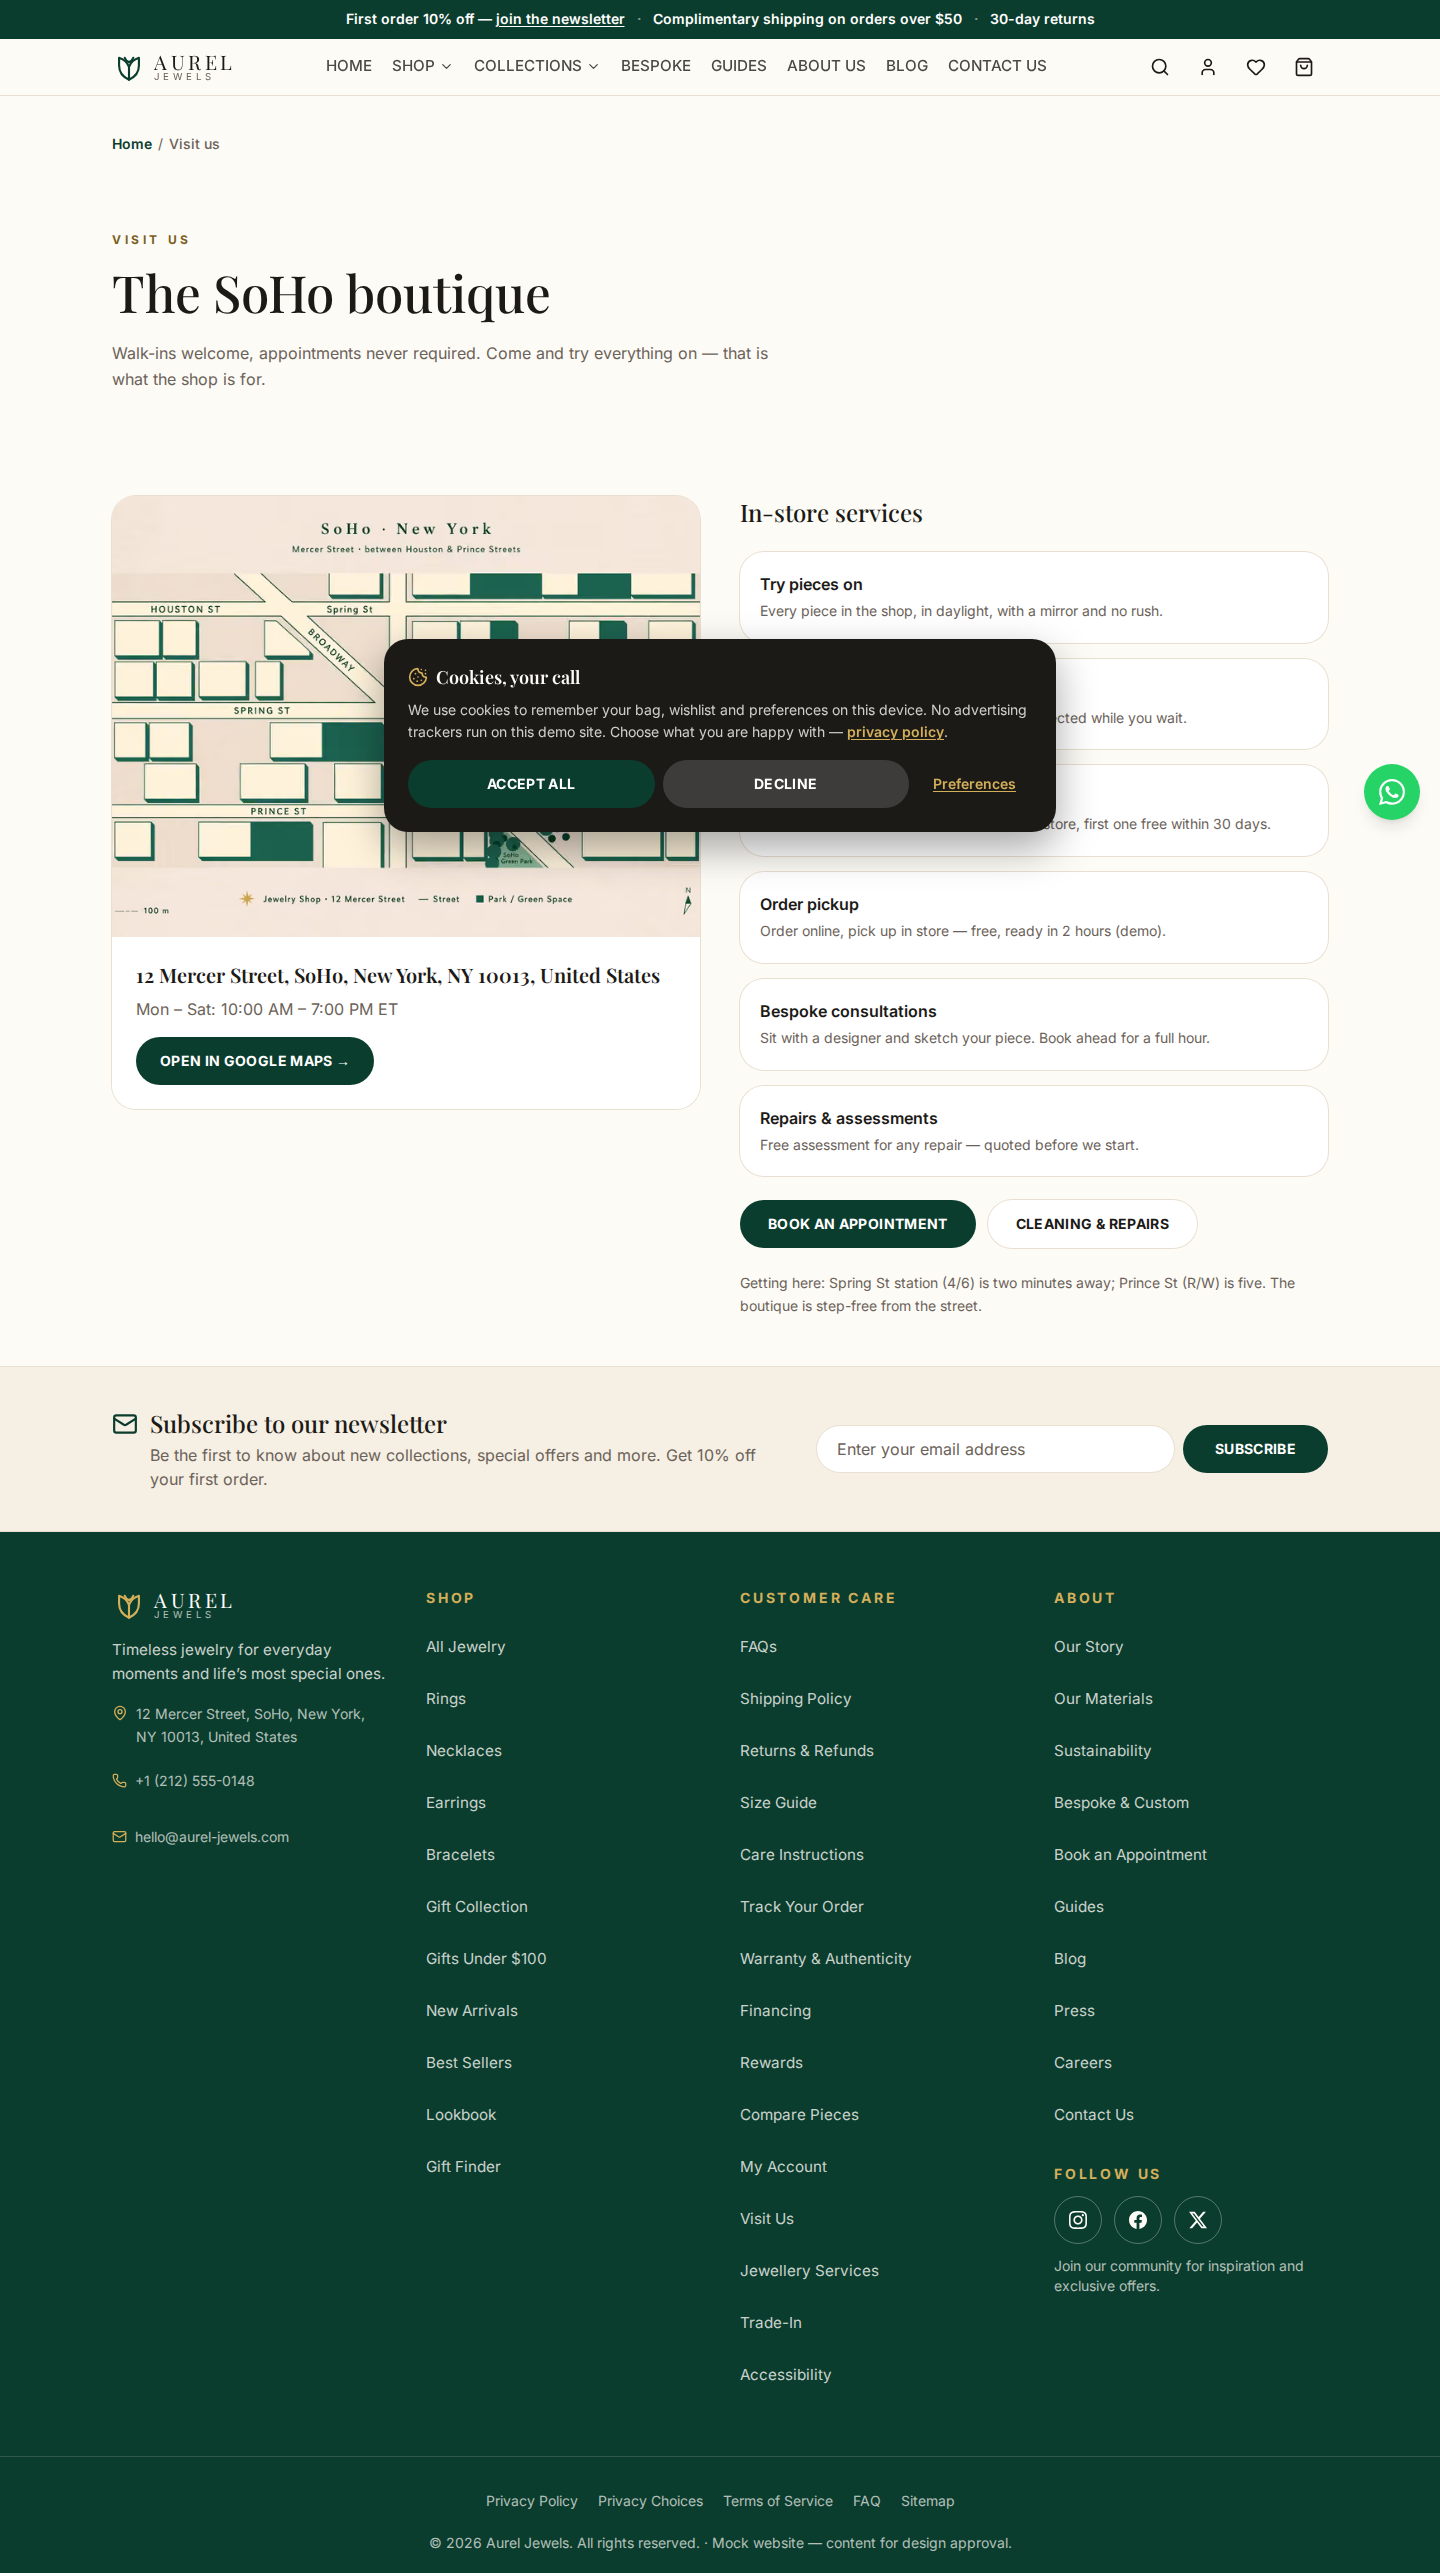 First order 10% off — join the newsletter · Complimentary shipping on orders over $50 · 30-day returns
AUREL
JEWELS
HOME SHOP COLLECTIONS BESPOKE GUIDES ABOUT US BLOG CONTACT US
Home / Visit us
VISIT US
The SoHo boutique
Walk-ins welcome, appointments never required. Come and try everything on — that is
what the shop is for.
SoHo · New York
Mercer Street · between Houston & Prince Streets
HOUSTON ST
Spring St
BROADWAY
SPRING ST
PRINCE ST
SoHo
Green Park
100 m
Jewelry Shop · 12 Mercer Street — Street Park / Green Space
N
12 Mercer Street, SoHo, New York, NY 10013, United States
Mon – Sat: 10:00 AM – 7:00 PM ET
OPEN IN GOOGLE MAPS →
In-store services
Try pieces on
Every piece in the shop, in daylight, with a mirror and no rush.
while you wait.
first one free within 30 days.
Cookies, your call
We use cookies to remember your bag, wishlist and preferences on this device. No advertising
trackers run on this demo site. Choose what you are happy with — privacy policy.
ACCEPT ALL
DECLINE
Preferences
Order pickup
Order online, pick up in store — free, ready in 2 hours (demo).
Bespoke consultations
Sit with a designer and sketch your piece. Book ahead for a full hour.
Repairs & assessments
Free assessment for any repair — quoted before we start.
BOOK AN APPOINTMENT
CLEANING & REPAIRS
Getting here: Spring St station (4/6) is two minutes away; Prince St (R/W) is five. The
boutique is step-free from the street.
Subscribe to our newsletter
Be the first to know about new collections, special offers and more. Get 10% off
your first order.
Enter your email address
SUBSCRIBE
AUREL
JEWELS
Timeless jewelry for everyday
moments and life's most special ones.
12 Mercer Street, SoHo, New York,
NY 10013, United States
+1 (212) 555-0148
hello@aurel-jewels.com
SHOP
All Jewelry
Rings
Necklaces
Earrings
Bracelets
Gift Collection
Gifts Under $100
New Arrivals
Best Sellers
Lookbook
Gift Finder
CUSTOMER CARE
FAQs
Shipping Policy
Returns & Refunds
Size Guide
Care Instructions
Track Your Order
Warranty & Authenticity
Financing
Rewards
Compare Pieces
My Account
Visit Us
Jewellery Services
Trade-In
Accessibility
ABOUT
Our Story
Our Materials
Sustainability
Bespoke & Custom
Book an Appointment
Guides
Blog
Press
Careers
Contact Us
FOLLOW US
Join our community for inspiration and
exclusive offers.
Privacy Policy Privacy Choices Terms of Service FAQ Sitemap
© 2026 Aurel Jewels. All rights reserved. · Mock website — content for design approval.